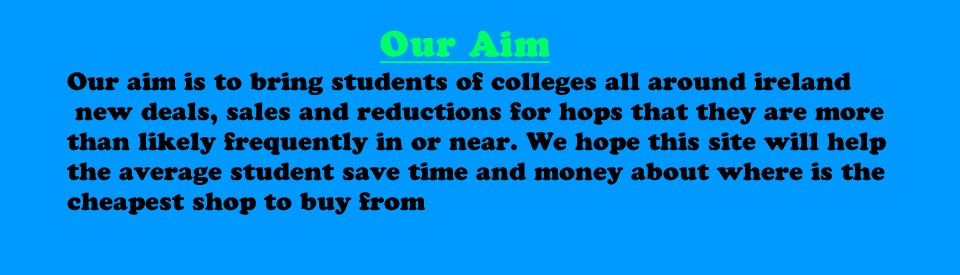 Our Aim
Our aim is to bring students of colleges all around ireland
new deals, sales and reductions for hops that they are more
than likely frequently in or near. We hope this site will help
the average student save time and money about where is the
cheapest shop to buy from